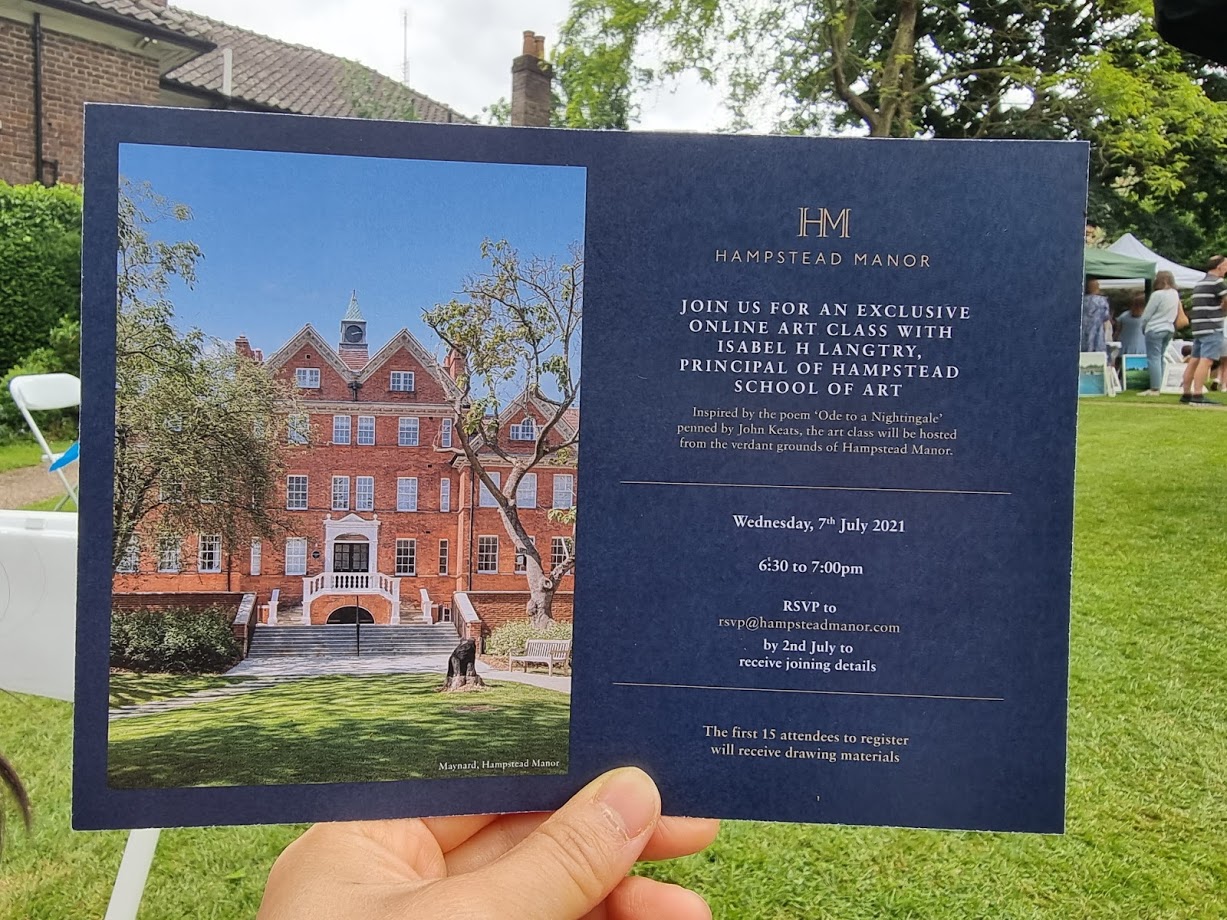 HM
HAMPSTEAD MANOR
JOIN US FOR AN EXCLUSIVE
ONLINE ART CLASS WITH
ISABEL H LANGTRY,
PRINCIPAL OF HAMPSTEAD
SCHOOL OF ART
Inspired by the poem ‘Ode to a Nightingale’
penned by John Keats, the art class will be hosted
from the verdant grounds of Hampstead Manor.
Wednesday, 7th July 2021
6:30 to 7:00pm
RSVP to
rsvp@hampsteadmanor.com
by 2nd July to
receive joining details
The first 15 attendees to register
will receive drawing materials
Maynard, Hampstead Manor